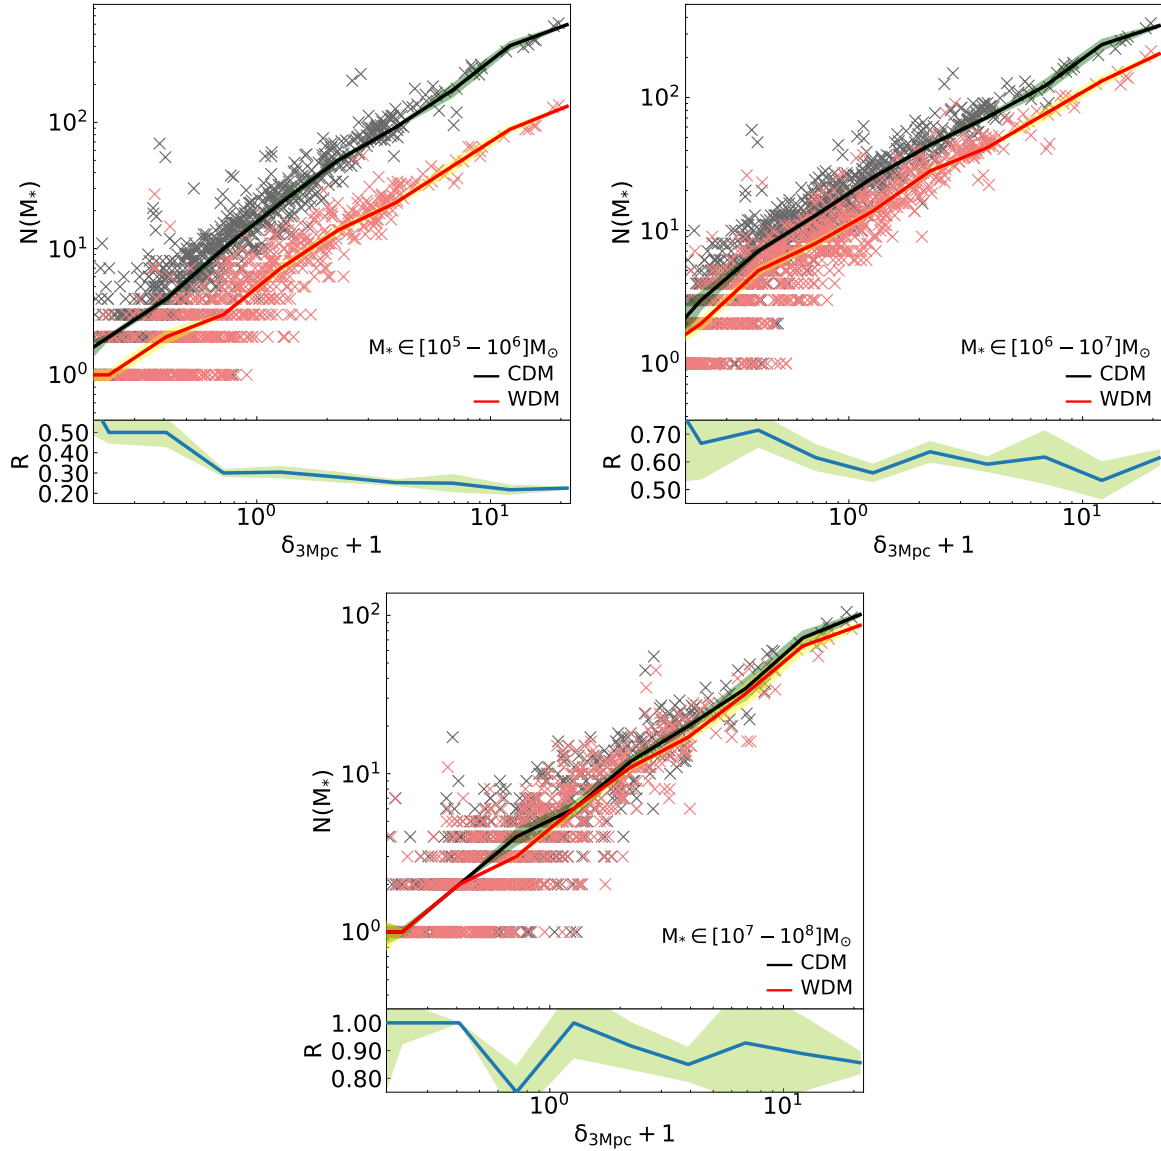 10²
10¹
10⁰
N(M∗)
M∗ ∈ [10⁵ − 10⁶]M⊙
CDM
WDM
0.50
0.40
0.30
0.20
R
10⁰ 10¹
δ3Mpc + 1
10²
10¹
10⁰
N(M∗)
M∗ ∈ [10⁶ − 10⁷]M⊙
CDM
WDM
0.70
0.60
0.50
R
10⁰ 10¹
δ3Mpc + 1
10²
10¹
10⁰
N(M∗)
M∗ ∈ [10⁷ − 10⁸]M⊙
CDM
WDM
1.00
0.90
0.80
R
10⁰ 10¹
δ3Mpc + 1